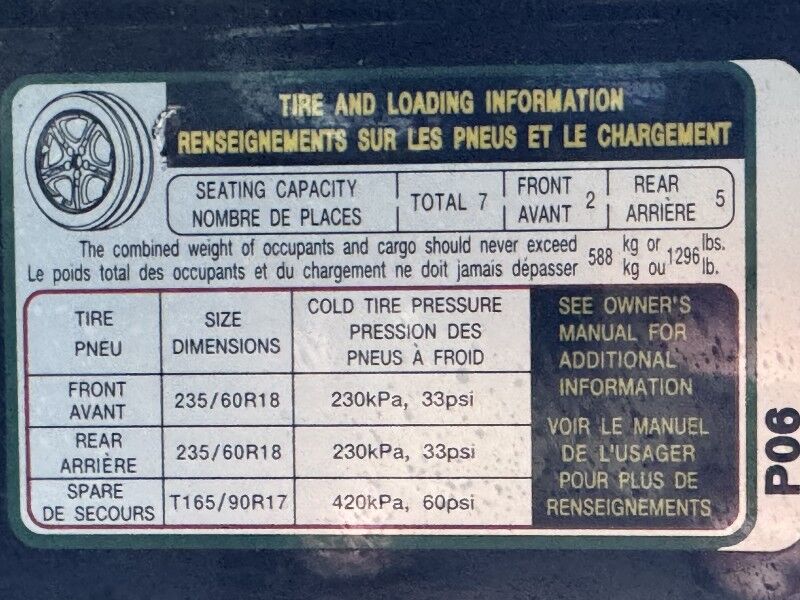 TIRE AND LOADING INFORMATION
RENSEIGNEMENTS SUR LES PNEUS ET LE CHARGEMENT
SEATING CAPACITY
NOMBRE DE PLACES
TOTAL 7
FRONT
AVANT 2
REAR
ARRIÈRE 5
The combined weight of occupants and cargo should never exceed 588 kg or 1296 lbs.
Le poids total des occupants et du chargement ne doit jamais dépasser kg ou lb.
TIRE
PNEU
SIZE
DIMENSIONS
COLD TIRE PRESSURE
PRESSION DES
PNEUS À FROID
FRONT
AVANT
235/60R18
230kPa, 33psi
REAR
ARRIÈRE
235/60R18
230kPa, 33psi
SPARE
DE SECOURS
T165/90R17
420kPa, 60psi
SEE OWNER'S
MANUAL FOR
ADDITIONAL
INFORMATION
VOIR LE MANUEL
DE L'USAGER
POUR PLUS DE
RENSEIGNEMENTS
P06